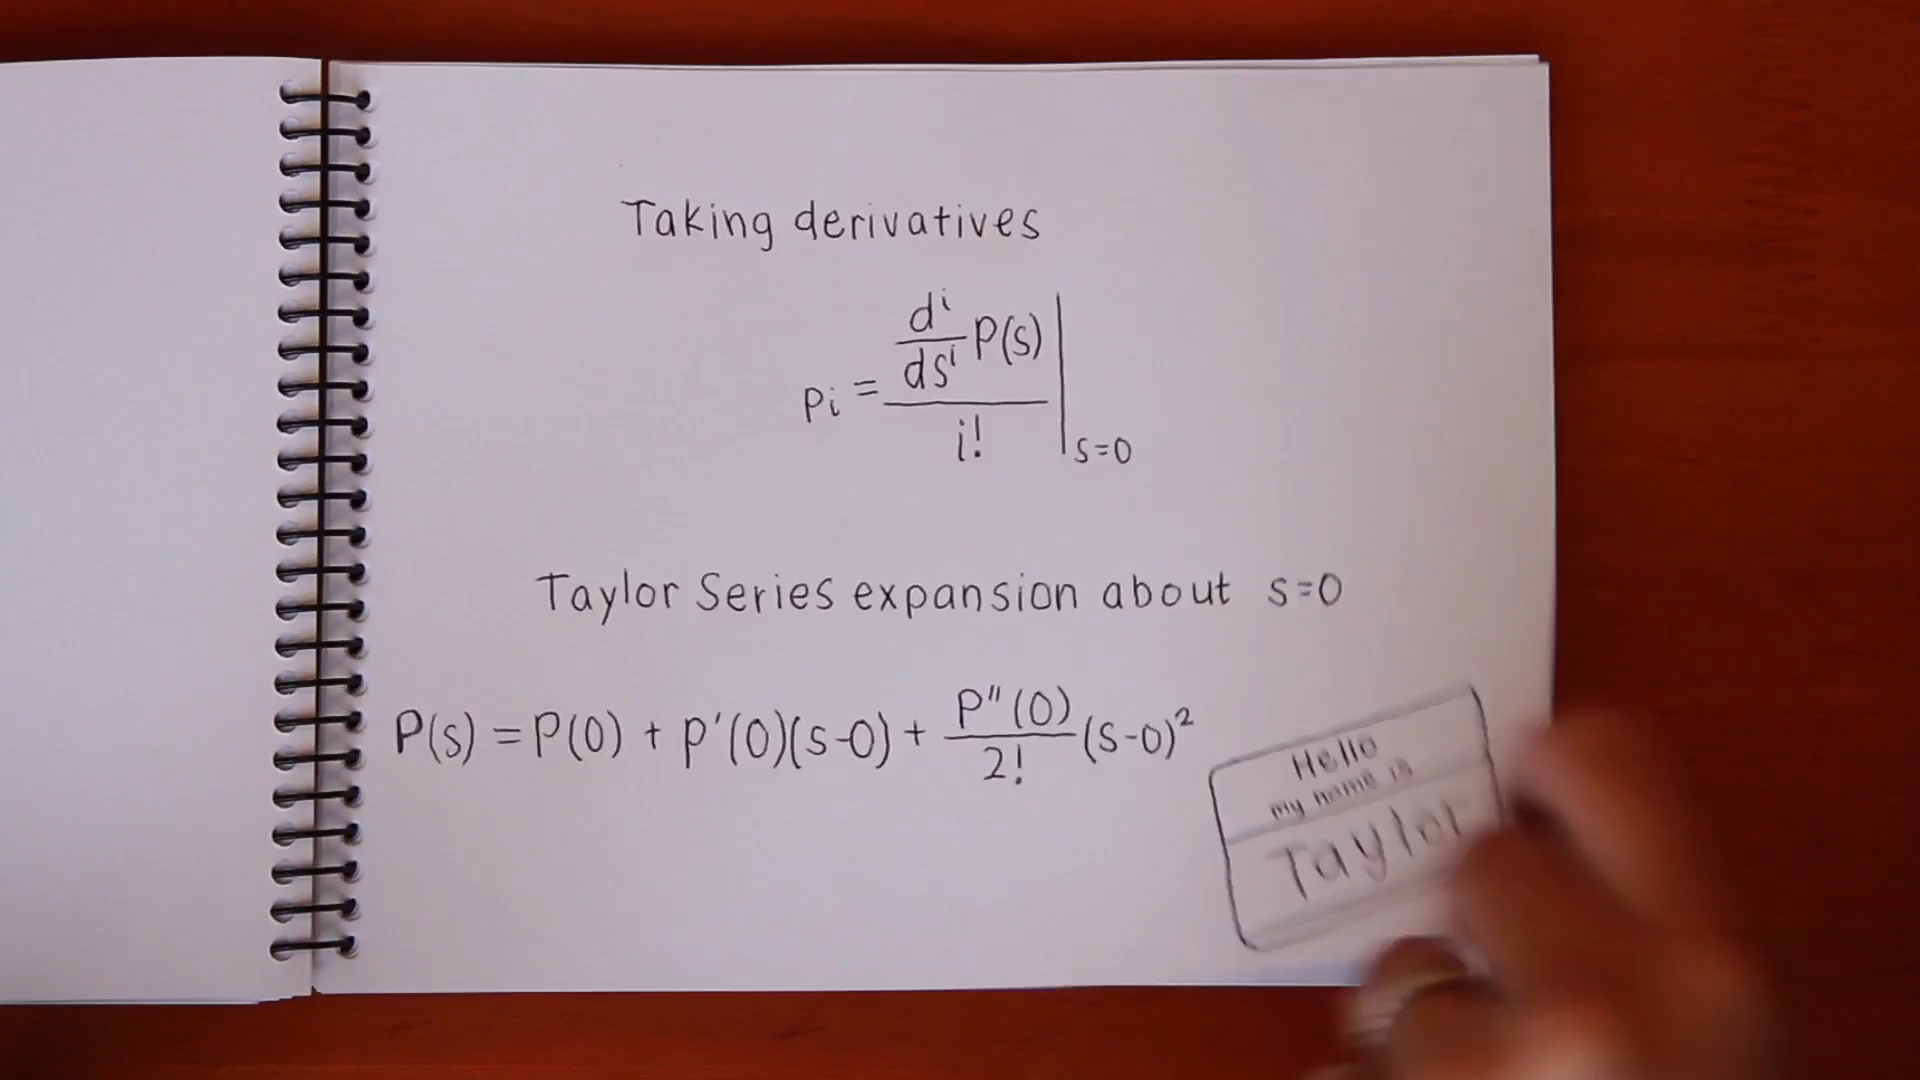 Taking derivatives
pi = d^i/ds^i P(s) / i! | s=0
Taylor Series expansion about s=0
P(s) = P(0) + P'(0)(s-0) + P''(0)/2! (s-0)²
Hello
my name is
Taylor